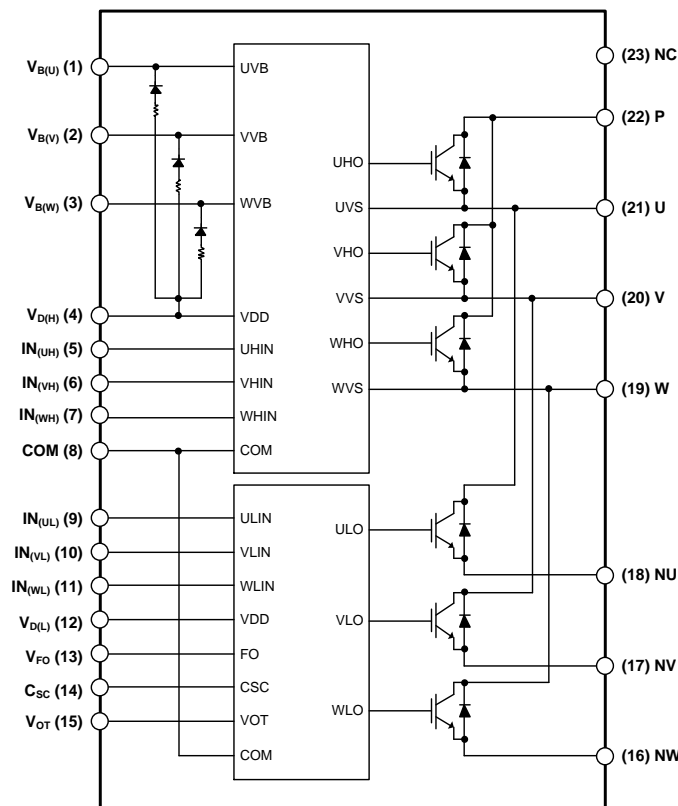 V_B(U) (1)
V_B(V) (2)
V_B(W) (3)
V_D(H) (4)
IN_(UH) (5)
IN_(VH) (6)
IN_(WH) (7)
COM (8)
IN_(UL) (9)
IN_(VL) (10)
IN_(WL) (11)
V_D(L) (12)
V_FO (13)
C_SC (14)
V_OT (15)
UVB
VVB
WVB
VDD
UHIN
VHIN
WHIN
COM
UHO
UVS
VHO
VVS
WHO
WVS
ULIN
VLIN
WLIN
VDD
FO
CSC
VOT
COM
ULO
VLO
WLO
(23) NC
(22) P
(21) U
(20) V
(19) W
(18) NU
(17) NV
(16) NW